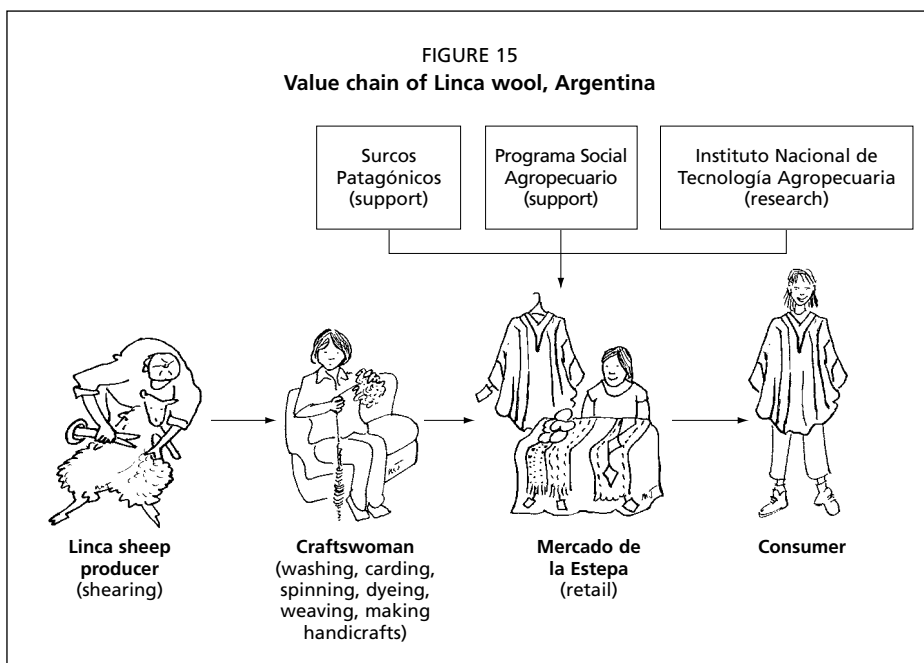 FIGURE 15
Value chain of Linca wool, Argentina
Surcos
Patagónicos
(support)
Programa Social
Agropecuario
(support)
Instituto Nacional de
Tecnología Agropecuaria
(research)
Linca sheep
producer
(shearing)
Craftswoman
(washing, carding,
spinning, dyeing,
weaving, making
handicrafts)
Mercado de
la Estepa
(retail)
Consumer